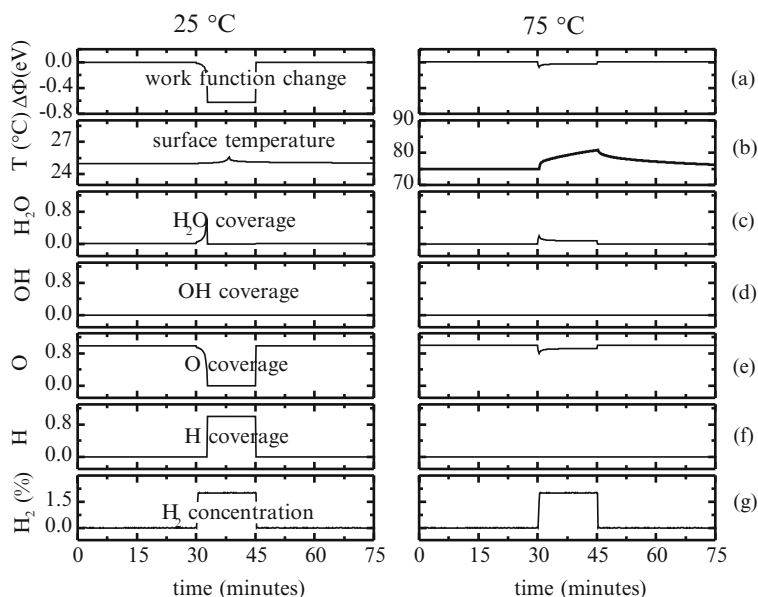 25 °C
75 °C
ΔΦ(eV)
0.0
-0.4
-0.8
work function change
(a)
T (°C)
27
24
surface temperature
90
80
70
(b)
H₂O
0.8
0.0
H₂O coverage
(c)
OH
0.8
0.0
OH coverage
(d)
O
0.8
0.0
O coverage
(e)
H
0.8
0.0
H coverage
(f)
H₂ (%)
1.5
0.0
H₂ concentration
(g)
0 15 30 45 60 75
0 15 30 45 60 75
time (minutes)
time (minutes)